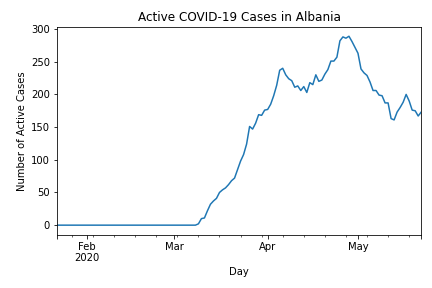 Active COVID-19 Cases in Albania
Number of Active Cases
300
250
200
150
100
50
0
Feb
2020
Mar
Apr
May
Day